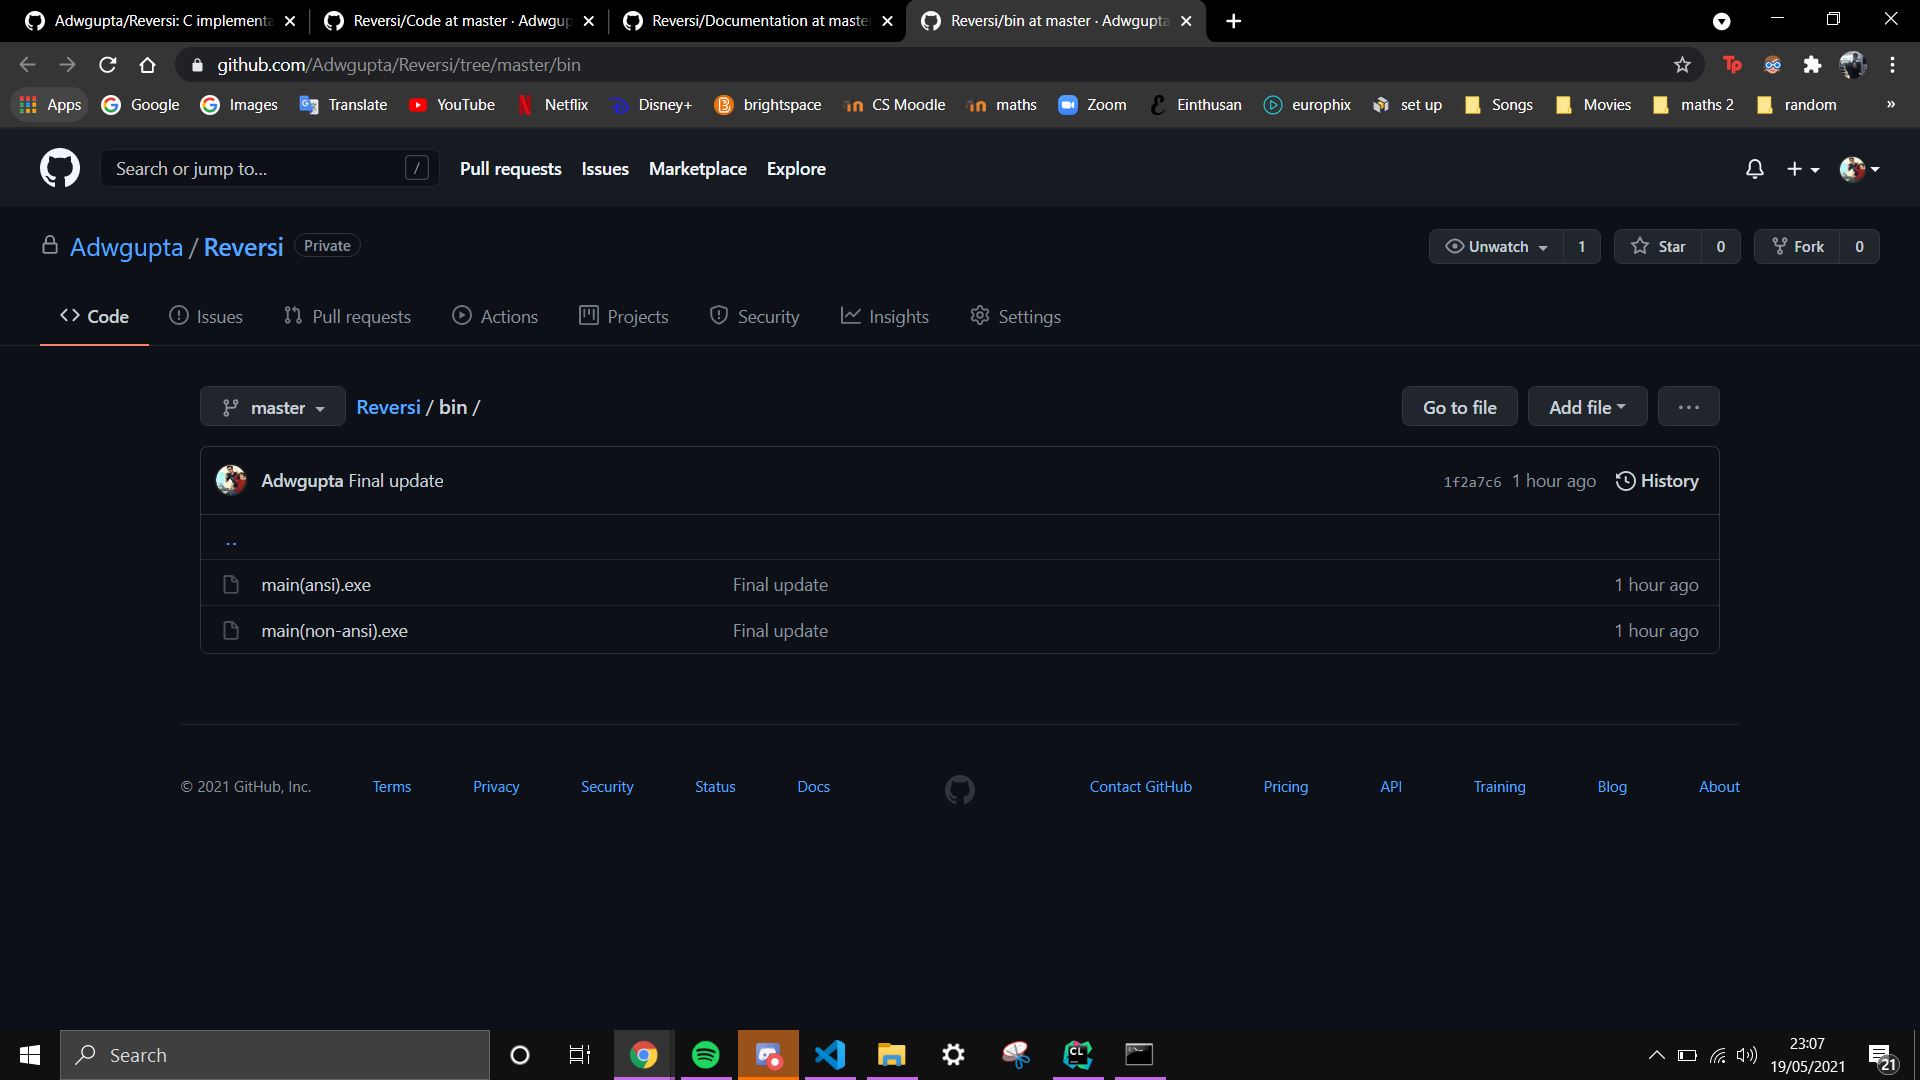 Adwgupta/Reversi: C implementa
Reversi/Code at master · Adwgup
Reversi/Documentation at master
Reversi/bin at master · Adwgupta
github.com/Adwgupta/Reversi/tree/master/bin
Tp
Apps Google Images Translate YouTube Netflix Disney+ brightspace CS Moodle maths Zoom Einthusan europhix set up Songs Movies maths 2 random »
Search or jump to... / Pull requests Issues Marketplace Explore
Adwgupta / Reversi Private Unwatch 1 Star 0 Fork 0
Code Issues Pull requests Actions Projects Security Insights Settings
master Reversi / bin / Go to file Add file ...
Adwgupta Final update 1f2a7c6 1 hour ago History
..
main(ansi).exe Final update 1 hour ago
main(non-ansi).exe Final update 1 hour ago
© 2021 GitHub, Inc. Terms Privacy Security Status Docs Contact GitHub Pricing API Training Blog About
Search CL 23:07
19/05/2021 21